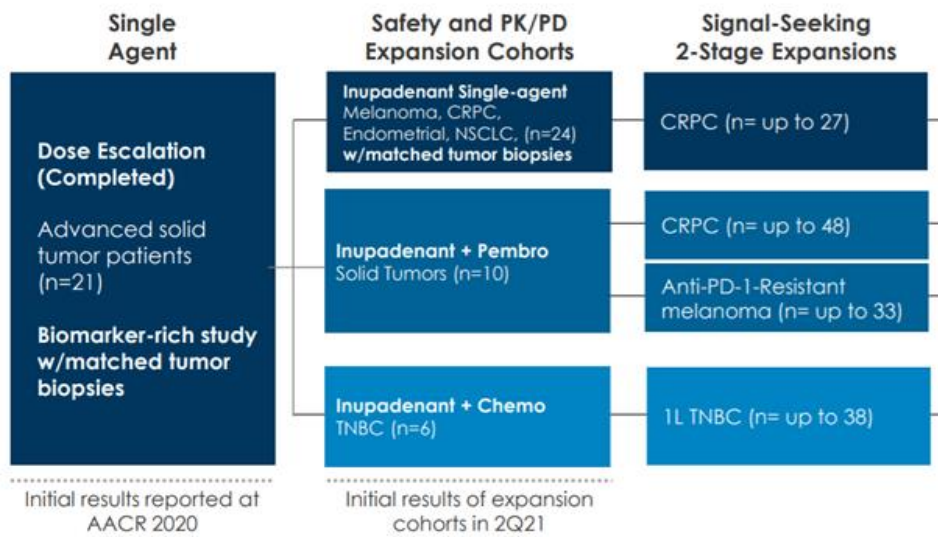 Single
Agent
Safety and PK/PD
Expansion Cohorts
Signal-Seeking
2-Stage Expansions
Dose Escalation
(Completed)
Advanced solid
tumor patients
(n=21)
Biomarker-rich study
w/matched tumor
biopsies
Inupadenant Single-agent
Melanoma, CRPC,
Endometrial, NSCLC, (n=24)
w/matched tumor biopsies
Inupadenant + Pembro
Solid Tumors (n=10)
Inupadenant + Chemo
TNBC (n=6)
CRPC (n= up to 27)
CRPC (n= up to 48)
Anti-PD-1-Resistant
melanoma (n= up to 33)
1L TNBC (n= up to 38)
Initial results reported at
AACR 2020
Initial results of expansion
cohorts in 2Q21